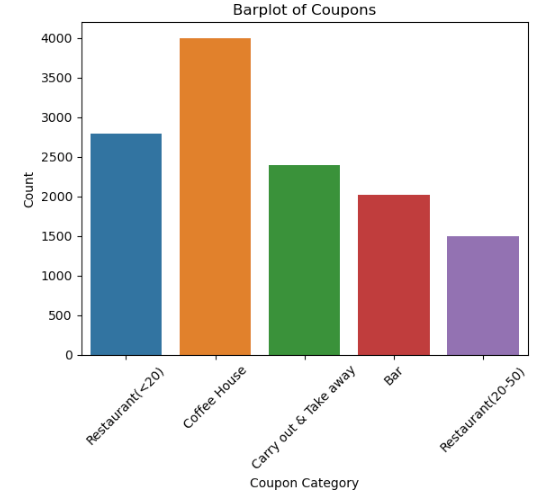 Barplot of Coupons
4000
3500
3000
2500
2000
1500
1000
500
0
Count
Restaurant(<20)
Coffee House
Carry out & Take away
Bar
Restaurant(20-50)
Coupon Category